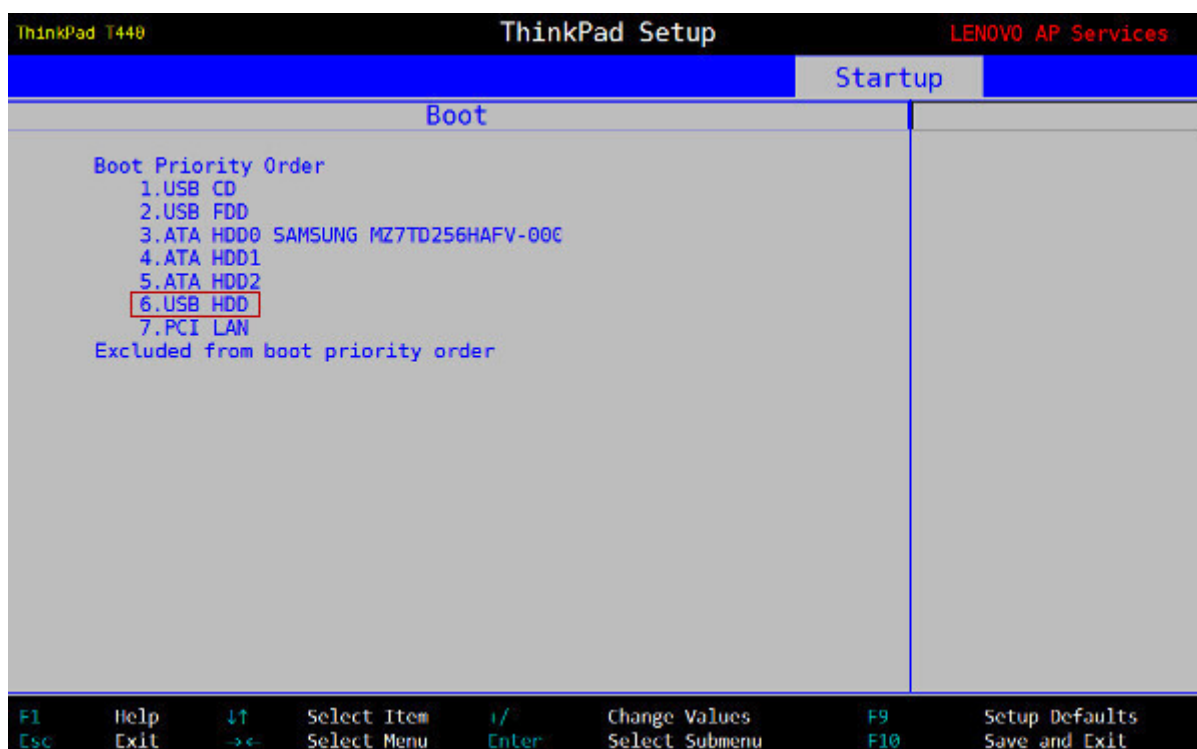 ThinkPad T440 ThinkPad Setup LENOVO AP Services
Startup
Boot
Boot Priority Order
1.USB CD
2.USB FDD
3.ATA HDD0 SAMSUNG MZ7TD256HAFV-00C
4.ATA HDD1
5.ATA HDD2
6.USB HDD
7.PCI LAN
Excluded from boot priority order
F1 Help ↓↑ Select Item +/ Change Values F9 Setup Defaults
Esc Exit →← Select Menu Enter Select Submenu F10 Save and Exit